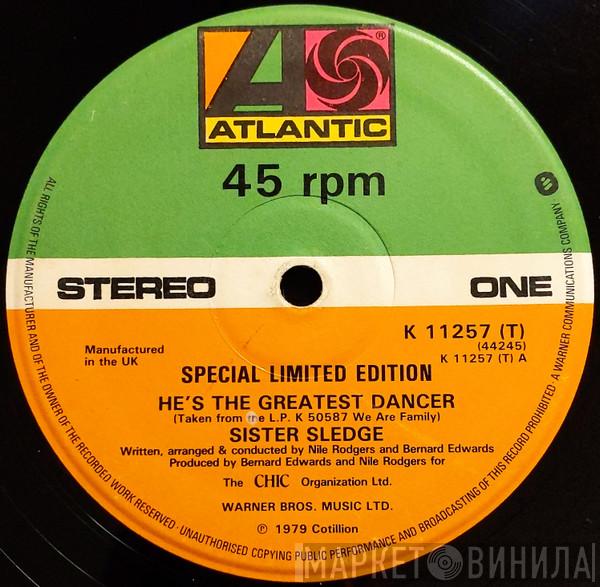 ATLANTIC
®
45 rpm
STEREO
ONE
K 11257 (T)
(44245)
K 11257 (T) A
Manufactured
in the UK
SPECIAL LIMITED EDITION
HE'S THE GREATEST DANCER
(Taken from the L.P. K 50587 We Are Family)
SISTER SLEDGE
Written, arranged & conducted by Nile Rodgers and Bernard Edwards
Produced by Bernard Edwards and Nile Rodgers for
The CHIC Organization Ltd.
WARNER BROS. MUSIC LTD.
℗ 1979 Cotillion
ALL RIGHTS OF THE MANUFACTURER AND OF THE OWNER OF THE RECORDED WORK RESERVED · UNAUTHORISED COPYING PUBLIC PERFORMANCE AND BROADCASTING OF THIS RECORD PROHIBITED · A WARNER COMMUNICATIONS COMPANY
МАРКЕТ ВИНИЛА